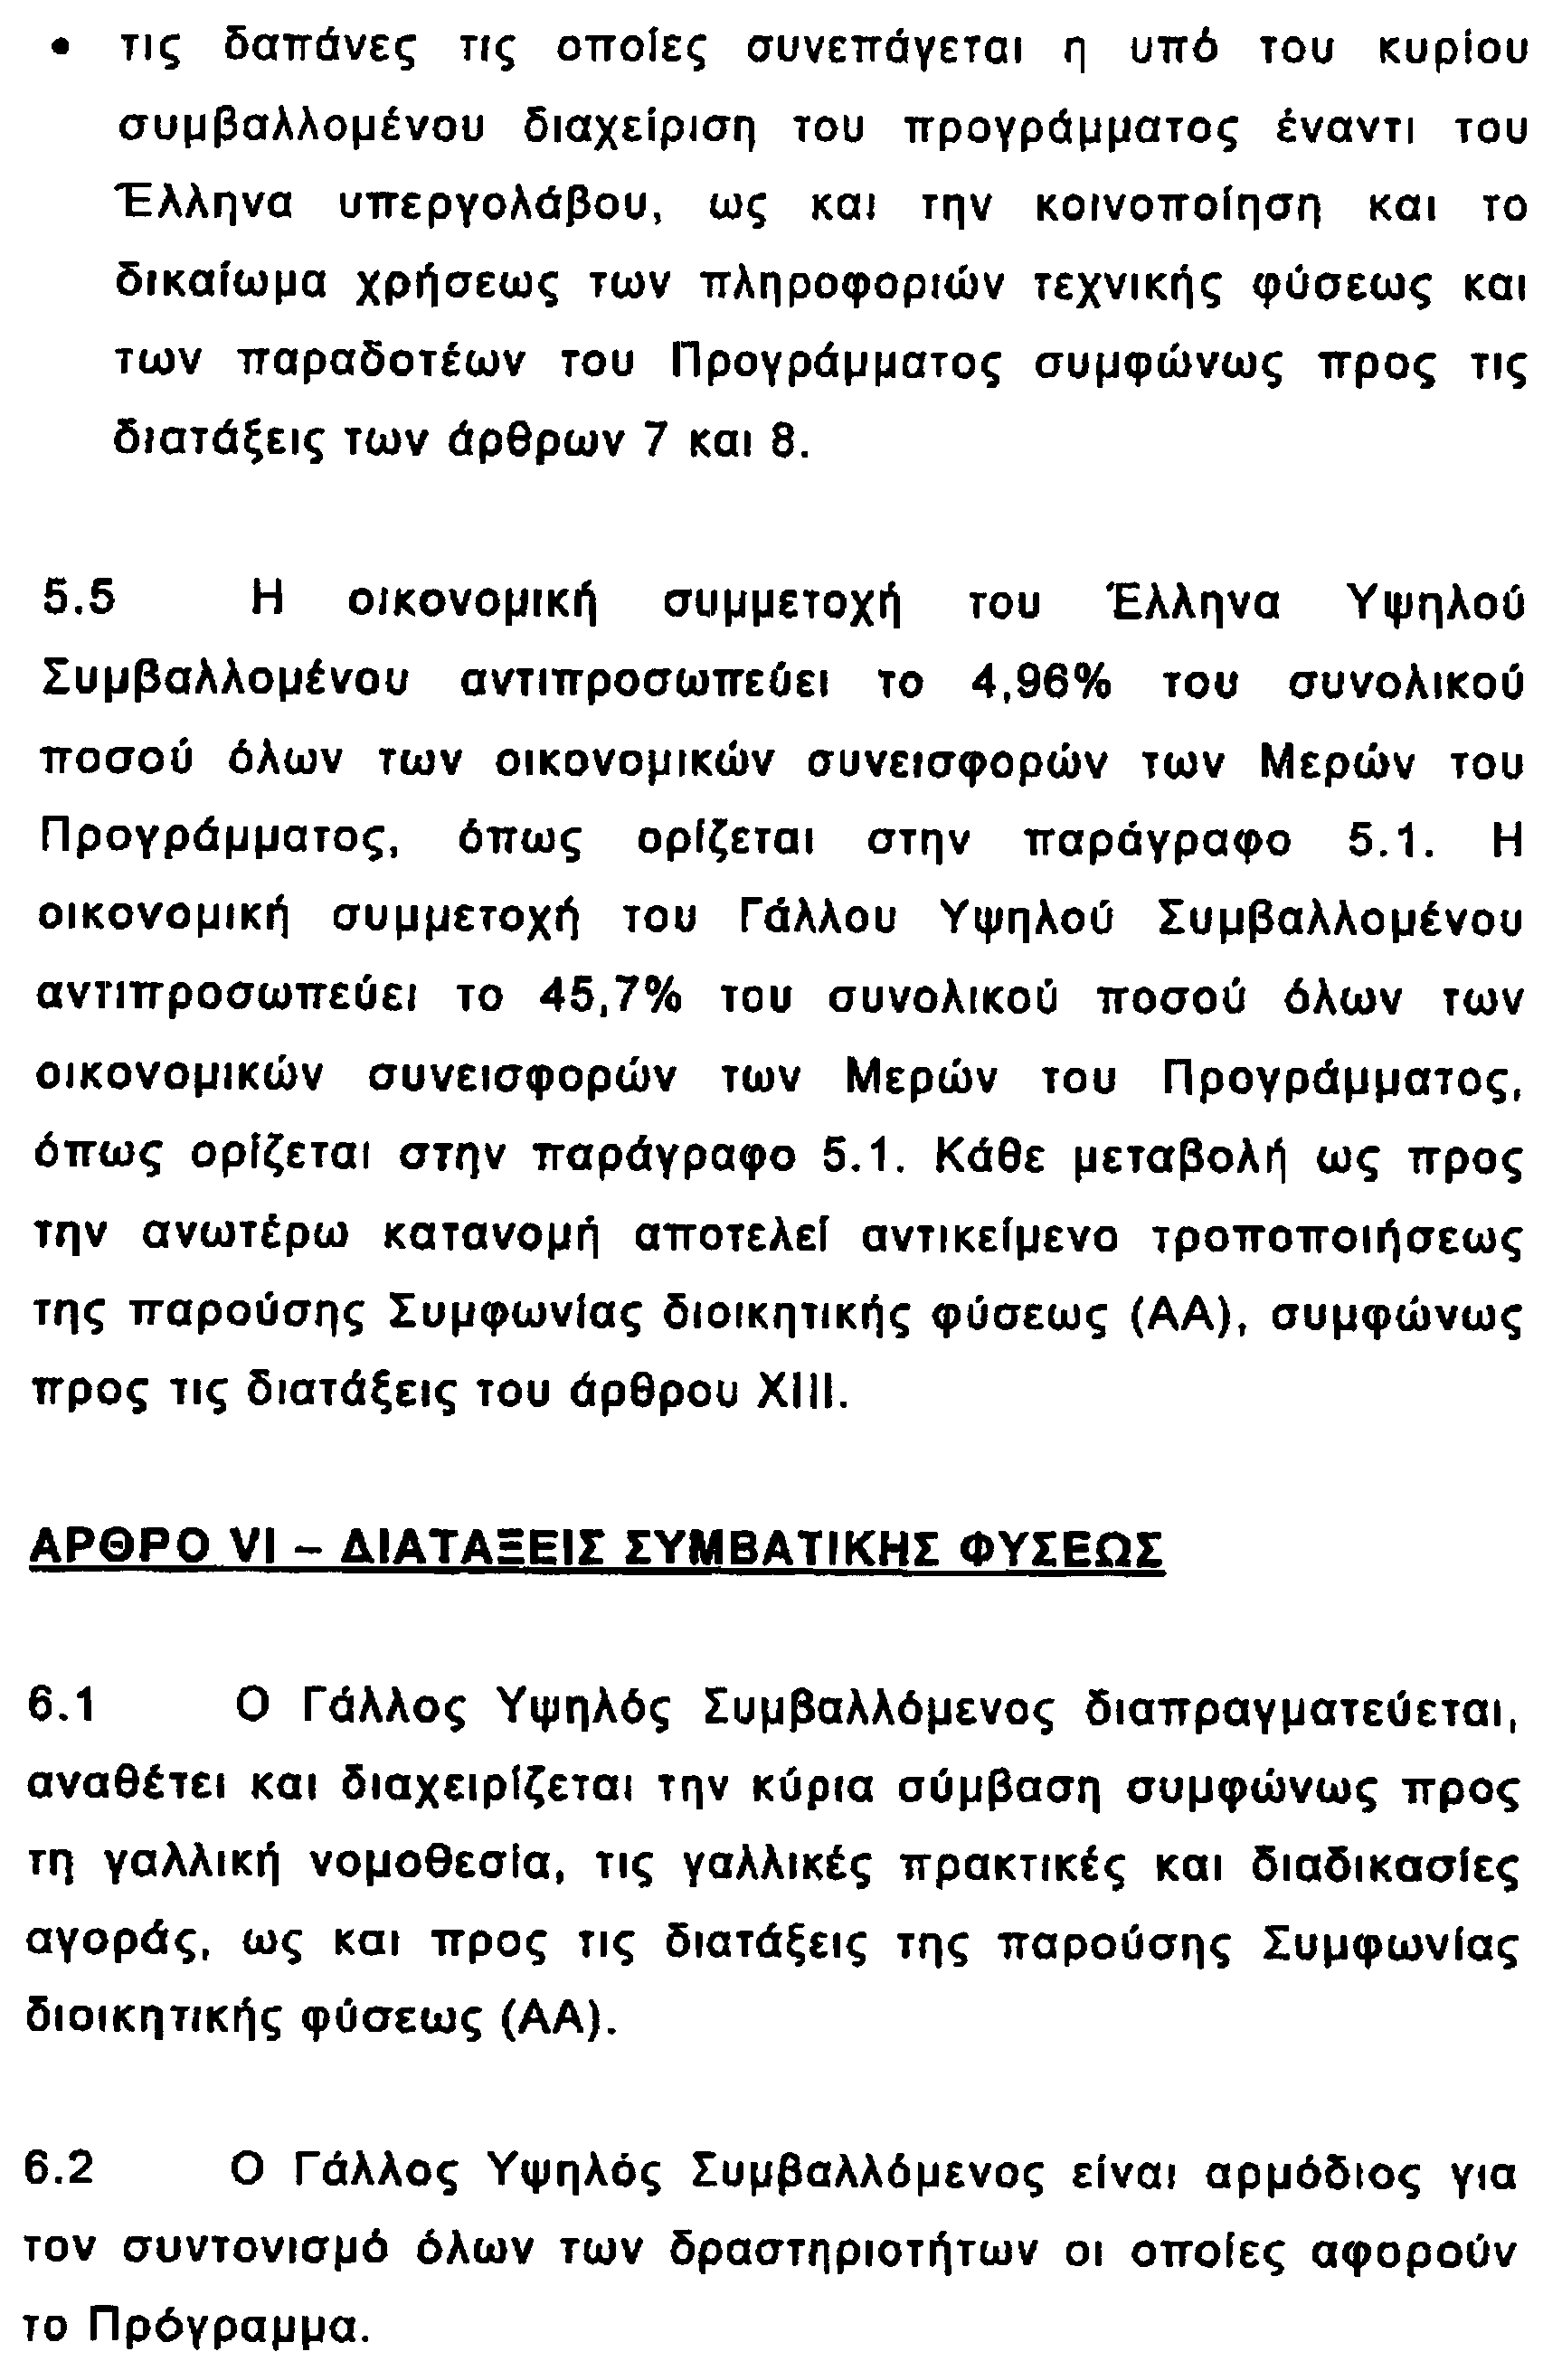 • τις δαπάνες τις οποίες συνεπάγεται η υπό του κυρίου
συμβαλλομένου διαχείριση του προγράμματος έναντι του
Έλληνα υπεργολάβου, ως και την κοινοποίηση και το
δικαίωμα χρήσεως των πληροφοριών τεχνικής φύσεως και
των παραδοτέων του Προγράμματος συμφώνως προς τις
διατάξεις των άρθρων 7 και 8.
5.5 Η οικονομική συμμετοχή του Έλληνα Υψηλού
Συμβαλλομένου αντιπροσωπεύει το 4,96% του συνολικού
ποσού όλων των οικονομικών συνεισφορών των Μερών του
Προγράμματος, όπως ορίζεται στην παράγραφο 5.1. Η
οικονομική συμμετοχή του Γάλλου Υψηλού Συμβαλλομένου
αντιπροσωπεύει το 45,7% του συνολικού ποσού όλων των
οικονομικών συνεισφορών των Μερών του Προγράμματος,
όπως ορίζεται στην παράγραφο 5.1. Κάθε μεταβολή ως προς
την ανωτέρω κατανομή αποτελεί αντικείμενο τροποποιήσεως
της παρούσης Συμφωνίας διοικητικής φύσεως (ΑΑ), συμφώνως
προς τις διατάξεις του άρθρου XIII.
ΑΡΘΡΟ VI – ΔΙΑΤΑΞΕΙΣ ΣΥΜΒΑΤΙΚΗΣ ΦΥΣΕΩΣ
6.1 Ο Γάλλος Υψηλός Συμβαλλόμενος διαπραγματεύεται,
αναθέτει και διαχειρίζεται την κύρια σύμβαση συμφώνως προς
τη γαλλική νομοθεσία, τις γαλλικές πρακτικές και διαδικασίες
αγοράς, ως και προς τις διατάξεις της παρούσης Συμφωνίας
διοικητικής φύσεως (ΑΑ).
6.2 Ο Γάλλος Υψηλός Συμβαλλόμενος είναι αρμόδιος για
τον συντονισμό όλων των δραστηριοτήτων οι οποίες αφορούν
το Πρόγραμμα.